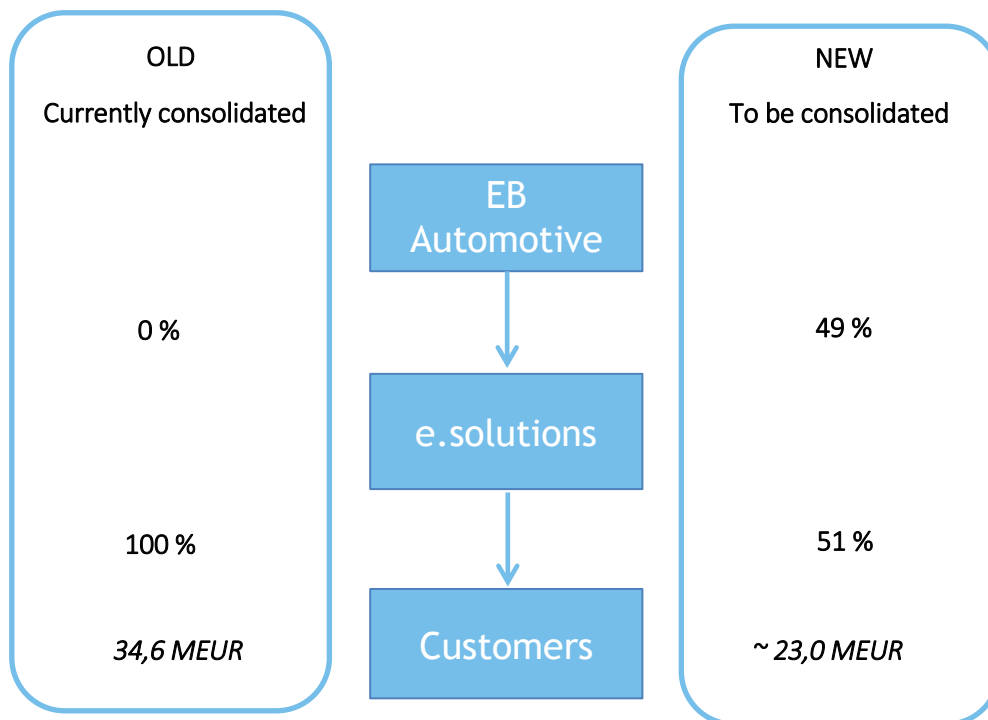 OLD
Currently consolidated
0 %
100 %
34,6 MEUR
EB
Automotive
e.solutions
Customers
NEW
To be consolidated
49 %
51 %
~ 23,0 MEUR